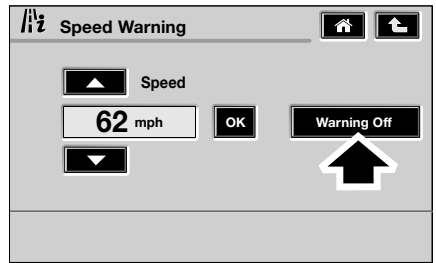 Speed Warning
Speed
62 mph
OK
Warning Off